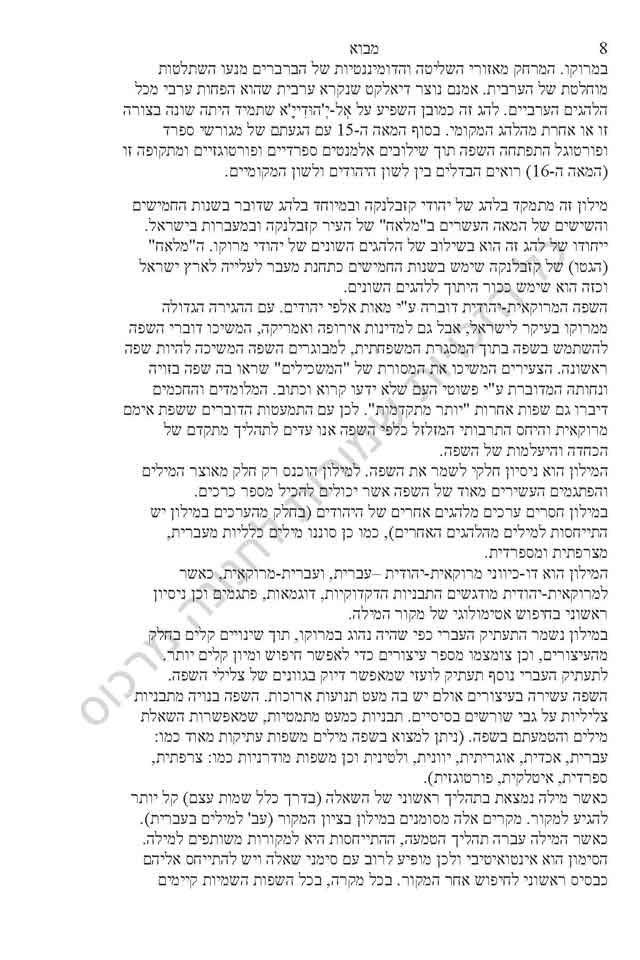 8 מבוא
במרוקו. המרחק מאזורי השליטה והדומיננטיות של הברברים מנעו השתלטות
מוחלטת של הערבית. אמנם נוצר דיאלקט שנקרא ערבית שהוא הפחות ערבי מכל
הלהגים הערביים. להג זה כמובן השפיע על
שתמיד היתה שונה בצורה
זו או אחרת מהלהג המקומי. בסוף המאה ה-15 עם הגעתם של מגורשי ספרד
ופורטוגל התפתחה השפה תוך שילובים אלמנטים ספרדיים ופורטוגזיים ומתקופה זו
(המאה ה-16) רואים הבדלים בין לשון היהודים ולשון המקומיים.
מילון זה מתמקד בלהג של יהודי קזבלנקה ובמיוחד בלהג שדובר בשנות החמישים
והשישים של המאה העשרים ב"מלאח" של העיר קזבלנקה ובמעברות בישראל.
ייחודו של להג זה הוא בשילוב של הלהגים השונים של יהודי מרוקו. ה"מלאח"
(הגטו) של קזבלנקה שימש בשנות החמישים כתחנת מעבר לעלייה לארץ ישראל
וכזה הוא שימש ככור היתוך ללהגים השונים.
השפה המרוקאית-יהודית דוברה ע"י מאות אלפי יהודים. עם ההגירה הגדולה
ממרוקו בעיקר לישראל, אבל גם למדינות אירופה ואמריקה, המשיכו דוברי השפה
להשתמש בשפה בתוך המסגרת המשפחתית, למבוגרים השפה המשיכה להיות שפה
ראשונה. הצעירים המשיכו את המסורת של "המשכילים" שראו בה שפה בזויה
ונחותה המדוברת ע"י פשוטי העם שלא ידעו קרוא וכתוב. המלומדים והחכמים
דיברו גם שפות אחרות "יותר מתקדמות". לכן עם התמעטות הדוברים ששפת אימם
מרוקאית והיחס התרבותי המזלזל כלפי השפה אנו עדים לתהליך מתקדם של
הכחדה והיעלמות של השפה.
המילון הוא ניסיון חלקי לשמר את השפה. למילון הוכנס רק חלק מאוצר המילים
והפתגמים העשירים מאוד של השפה אשר יכולים להכיל מספר כרכים.
במילון חסרים ערכים מלהגים אחרים של היהודים (בחלק מהערכים במילון יש
התייחסות למילים מהלהגים האחרים), כמו כן סוננו מילים כלליות מעברית,
מצרפתית ומספרדית.
המילון הוא דו-כיווני מרוקאית-יהודית –עברית, ועברית-מרוקאית, כאשר
למרוקאית-יהודית מודגשים התבניות הדקדוקיות, דוגמאות, פתגמים וכן ניסיון
ראשוני בחיפוש אטימולוגי של מקור המילה.
במילון נשמר התעתיק העברי כפי שהיה נהוג במרוקו, תוך שינויים קלים בחלק
מהעיצורים, וכן צומצמו מספר עיצורים כדי לאפשר חיפוש ומיון קלים יותר.
לתעתיק העברי נוסף תעתיק לועזי שמאפשר דיוק בגוונים של צלילי השפה.
השפה עשירה בעיצורים אולם יש בה מעט תנועות ארוכות. השפה בנויה מתבניות
צליליות על גבי שורשים בסיסיים. תבניות כמעט מתמטיות, שמאפשרות השאלת
מילים והטמעתם בשפה. (ניתן למצוא בשפה מילים משפות עתיקות מאוד כמו:
עברית, אכדית, אוגריתית, יוונית, ולטינית וכן משפות מודרניות כמו: צרפתית,
ספרדית, איטלקית, פורטוגזית).
כאשר מילה נמצאת בתהליך ראשוני של השאלה (בדרך כלל שמות עצם) קל יותר
להגיע למקור. מקרים אלה מסומנים במילון בציון המקור (עב' למילים בעברית).
כאשר המילה עברה תהליך הטמעה, ההתייחסות היא למקורות משותפים למילה.
הסימון הוא אינטואיטיבי ולכן מופיע לרוב עם סימני שאלה ויש להתייחס אליהם
כבסיס ראשוני לחיפוש אחר המקור. בכל מקרה, בכל השפות השמיות קיימים